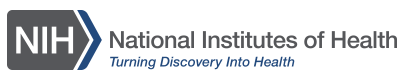 NIH National Institutes of Health
Turning Discovery Into Health